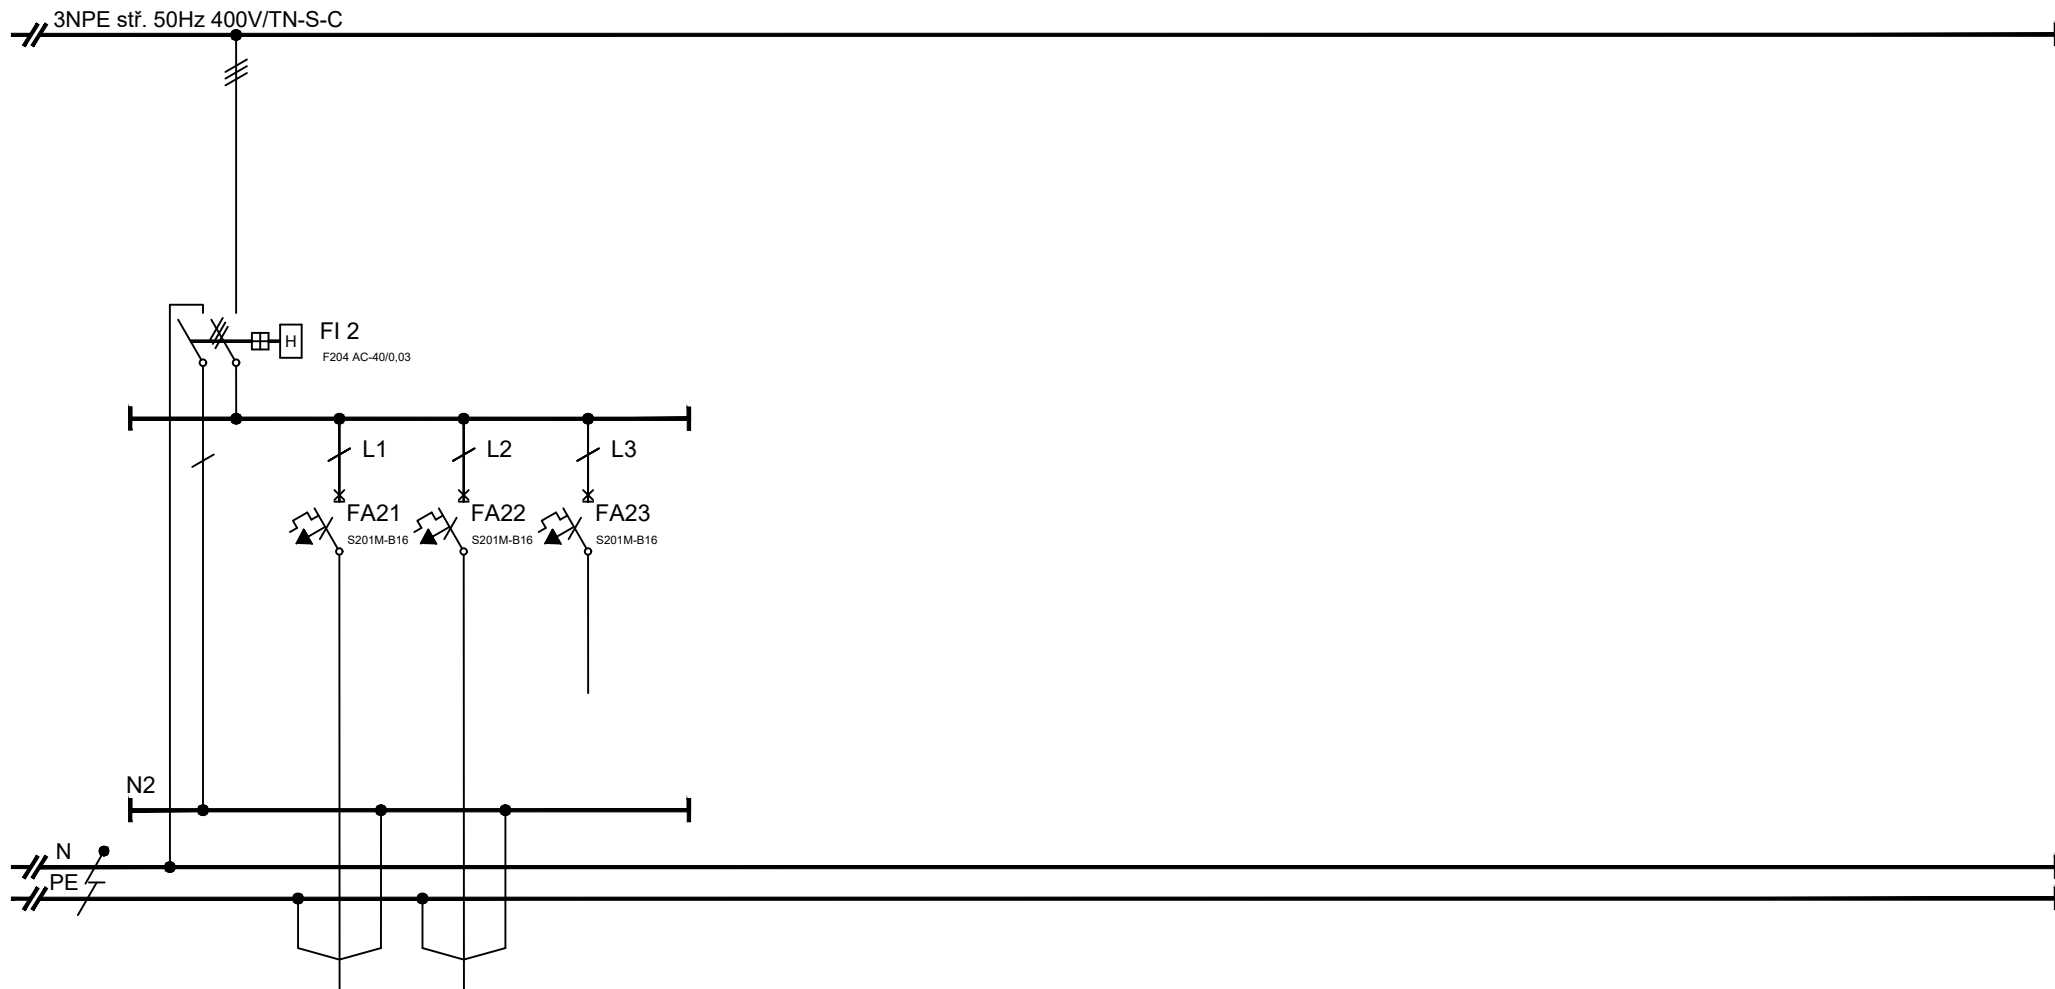 3NPE stř. 50Hz 400V/TN-S-C
H
FI 2
F204 AC-40/0,03
L1
L2
L3
FA21
FA22
FA23
S201M-B16
S201M-B16
S201M-B16
N2
N
PE